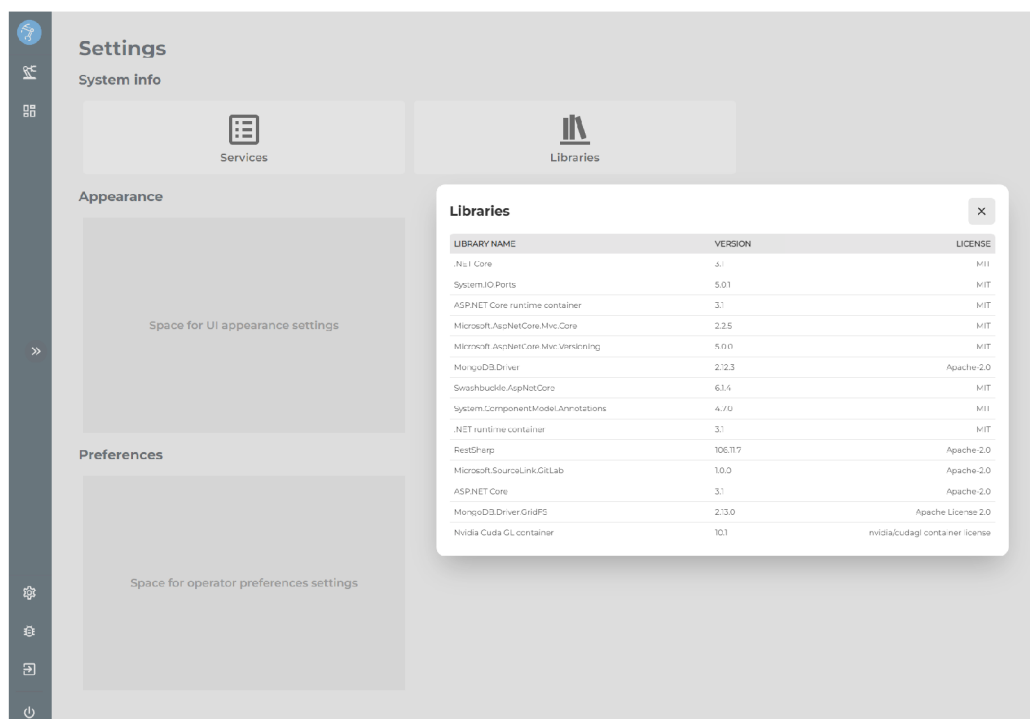 Settings
System info
Services
Libraries
Appearance
Space for UI appearance settings
Preferences
Space for operator preferences settings
Libraries
LIBRARY NAME VERSION LICENSE
.NET Core 3.1 MIT
System.IO.Ports 5.0.1 MIT
ASP.NET Core runtime container 3.1 MIT
Microsoft.AspNetCore.Mvc.Core 2.2.5 MIT
Microsoft.AspNetCore.Mvc.Versioning 5.0.0 MIT
MongoDB.Driver 2.12.3 Apache-2.0
Swashbuckle.AspNetCore 6.1.4 MIT
System.ComponentModel.Annotations 4.7.0 MIT
.NET runtime container 3.1 MIT
RestSharp 106.11.7 Apache-2.0
Microsoft.SourceLink.GitLab 1.0.0 Apache-2.0
ASP.NET Core 3.1 Apache-2.0
MongoDB.Driver.GridFS 2.13.0 Apache License 2.0
Nvidia Cuda GL container 10.1 nvidia/cudagl container license